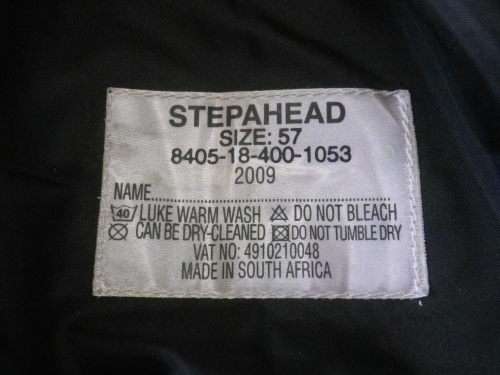 STEPAHEAD
SIZE: 57
8405-18-400-1053
2009
NAME
40 LUKE WARM WASH DO NOT BLEACH
CAN BE DRY-CLEANED DO NOT TUMBLE DRY
VAT NO: 4910210048
MADE IN SOUTH AFRICA